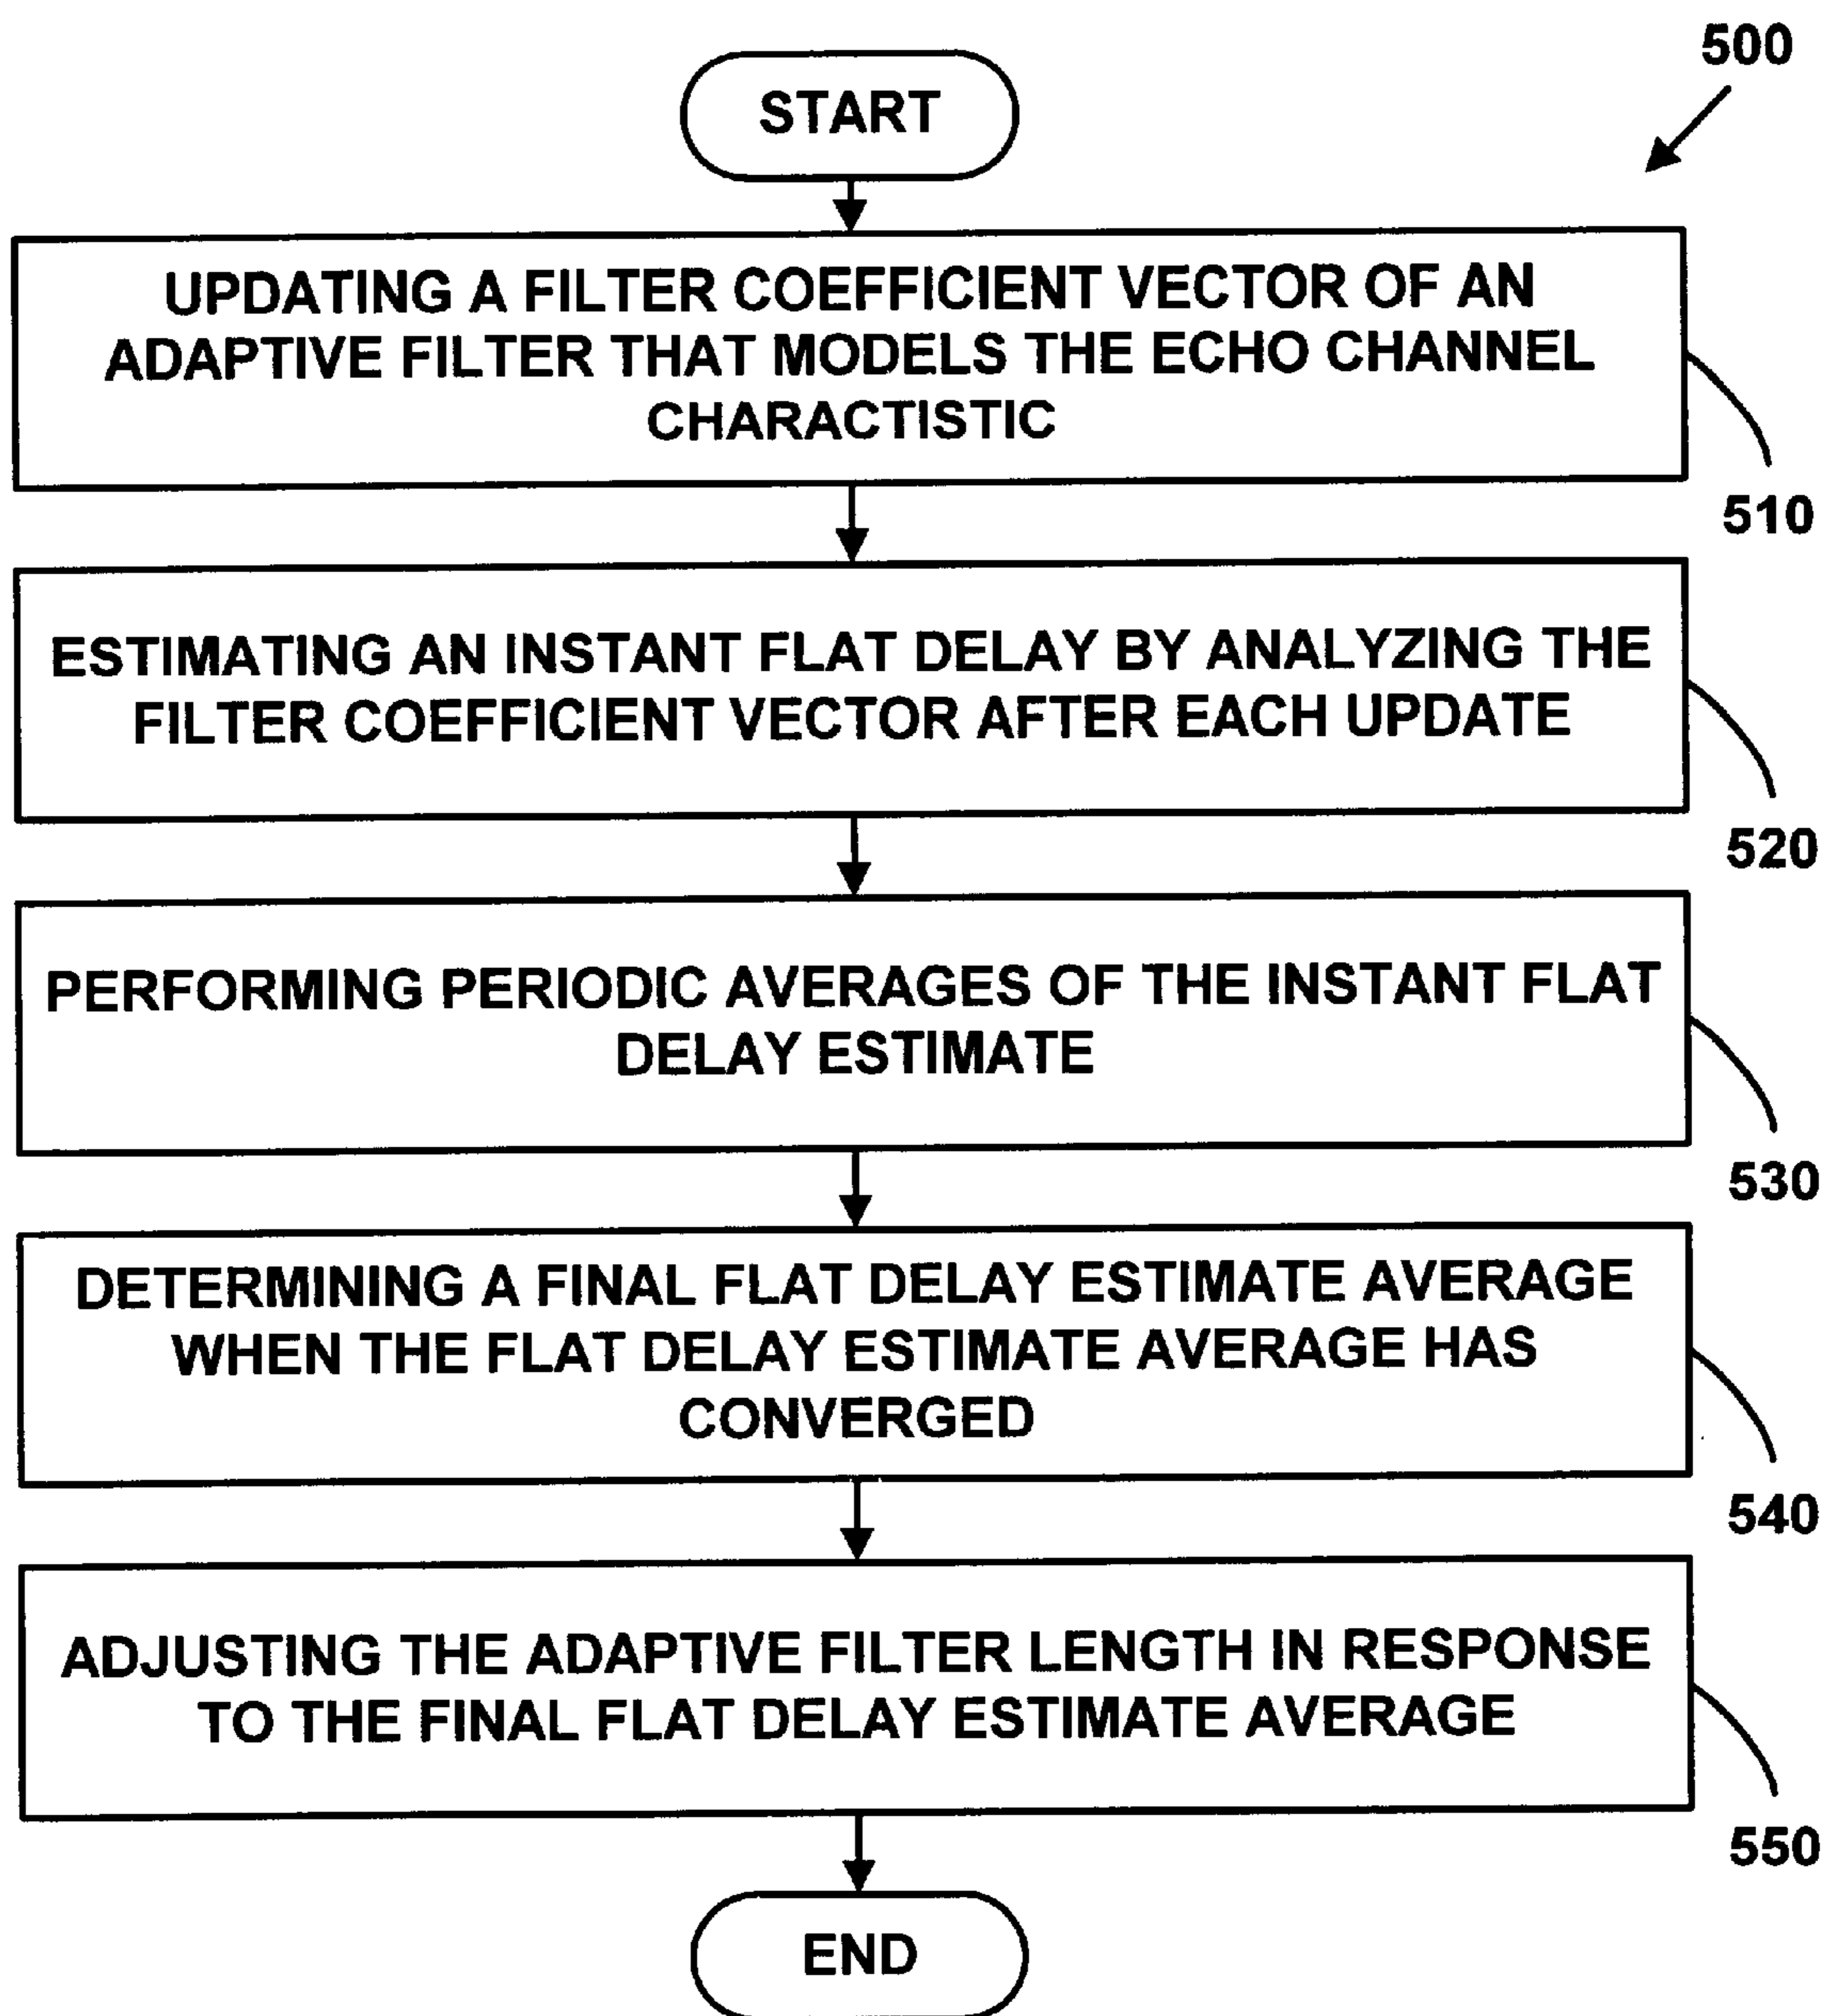 500
START
UPDATING A FILTER COEFFICIENT VECTOR OF AN
ADAPTIVE FILTER THAT MODELS THE ECHO CHANNEL
CHARACTISTIC
510
ESTIMATING AN INSTANT FLAT DELAY BY ANALYZING THE
FILTER COEFFICIENT VECTOR AFTER EACH UPDATE
520
PERFORMING PERIODIC AVERAGES OF THE INSTANT FLAT
DELAY ESTIMATE
530
DETERMINING A FINAL FLAT DELAY ESTIMATE AVERAGE
WHEN THE FLAT DELAY ESTIMATE AVERAGE HAS
CONVERGED
540
ADJUSTING THE ADAPTIVE FILTER LENGTH IN RESPONSE
TO THE FINAL FLAT DELAY ESTIMATE AVERAGE
550
END